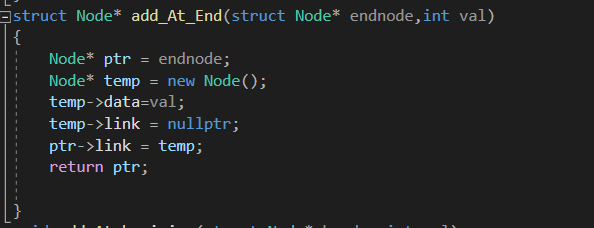 struct Node* add_At_End(struct Node* endnode,int val)
{
Node* ptr = endnode;
Node* temp = new Node();
temp->data=val;
temp->link = nullptr;
ptr->link = temp;
return ptr;
}